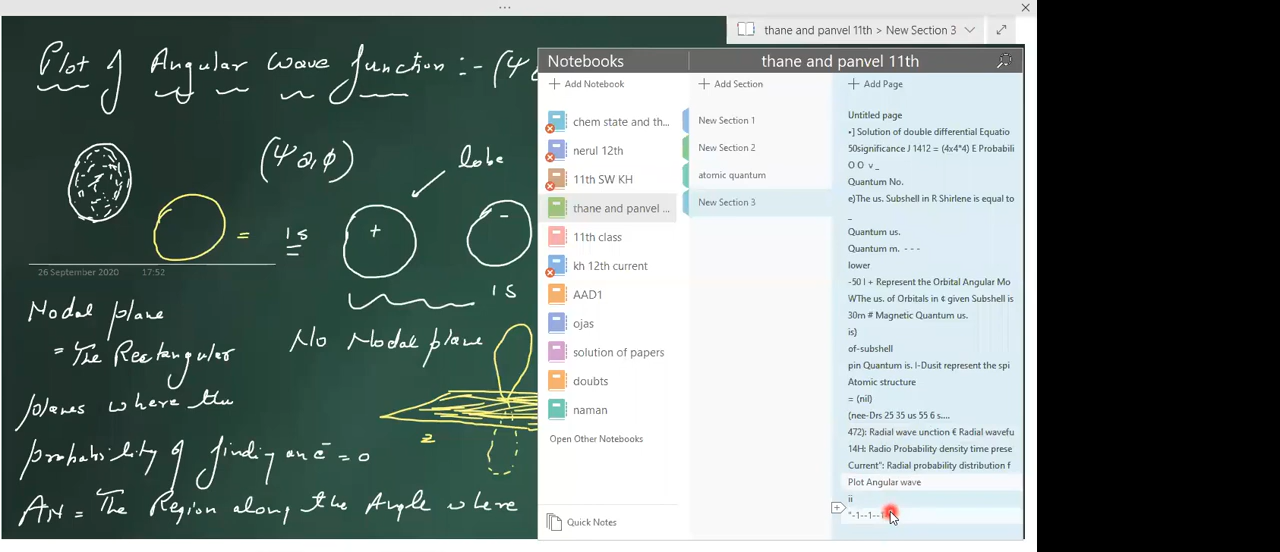 thane and panvel 11th > New Section 3
Plot of Angular wave function :- (Ψ
(Ψ θ,φ)
lobe
= 1s
+
-
1s
26 September 2020 17:52
Nodal plane
= The Rectangular
planes where the
probability of finding an e̅ = 0
AN = The Region along the Angle where
No Nodal plane
z
Notebooks
thane and panvel 11th
+ Add Notebook
+ Add Section
+ Add Page
chem state and th...
nerul 12th
11th SW KH
thane and panvel ...
11th class
kh 12th current
AAD1
ojas
solution of papers
doubts
naman
Open Other Notebooks
Quick Notes
New Section 1
New Section 2
atomic quantum
New Section 3
Untitled page
•] Solution of double differential Equatio
50significance J 1412 = (4x4*4) E Probabili
O O v _
Quantum No.
e)The us. Subshell in R Shirlene is equal to
_
Quantum us.
Quantum m. - - -
lower
-50 l + Represent the Orbital Angular Mo
WThe us. of Orbitals in ¢ given Subshell is
30m # Magnetic Quantum us.
is}
of-subshell
pin Quantum is. l-Dusit represent the spi
Atomic structure
= (nil)
(nee-Drs 25 35 us 55 6 s....
472): Radial wave unction € Radial wavefu
14H: Radio Probability density time prese
Current": Radial probability distribution f
Plot Angular wave
ii
"-1--1--1